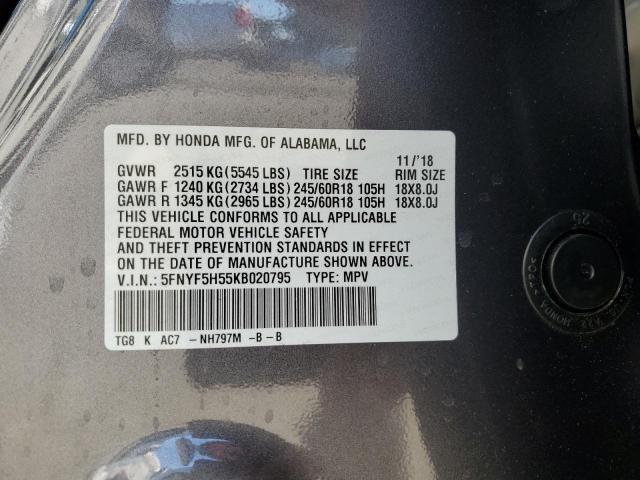 MFD. BY HONDA MFG. OF ALABAMA, LLC
11/'18
GVWR 2515 KG (5545 LBS) TIRE SIZE RIM SIZE
GAWR F 1240 KG (2734 LBS) 245/60R18 105H 18X8.0J
GAWR R 1345 KG (2965 LBS) 245/60R18 105H 18X8.0J
THIS VEHICLE CONFORMS TO ALL APPLICABLE
FEDERAL MOTOR VEHICLE SAFETY
AND THEFT PREVENTION STANDARDS IN EFFECT
ON THE DATE OF MANUFACTURE SHOWN ABOVE.
V.I.N.: 5FNYF5H55KB020795 TYPE: MPV
TG8 K AC7 -NH797M -B-B
25